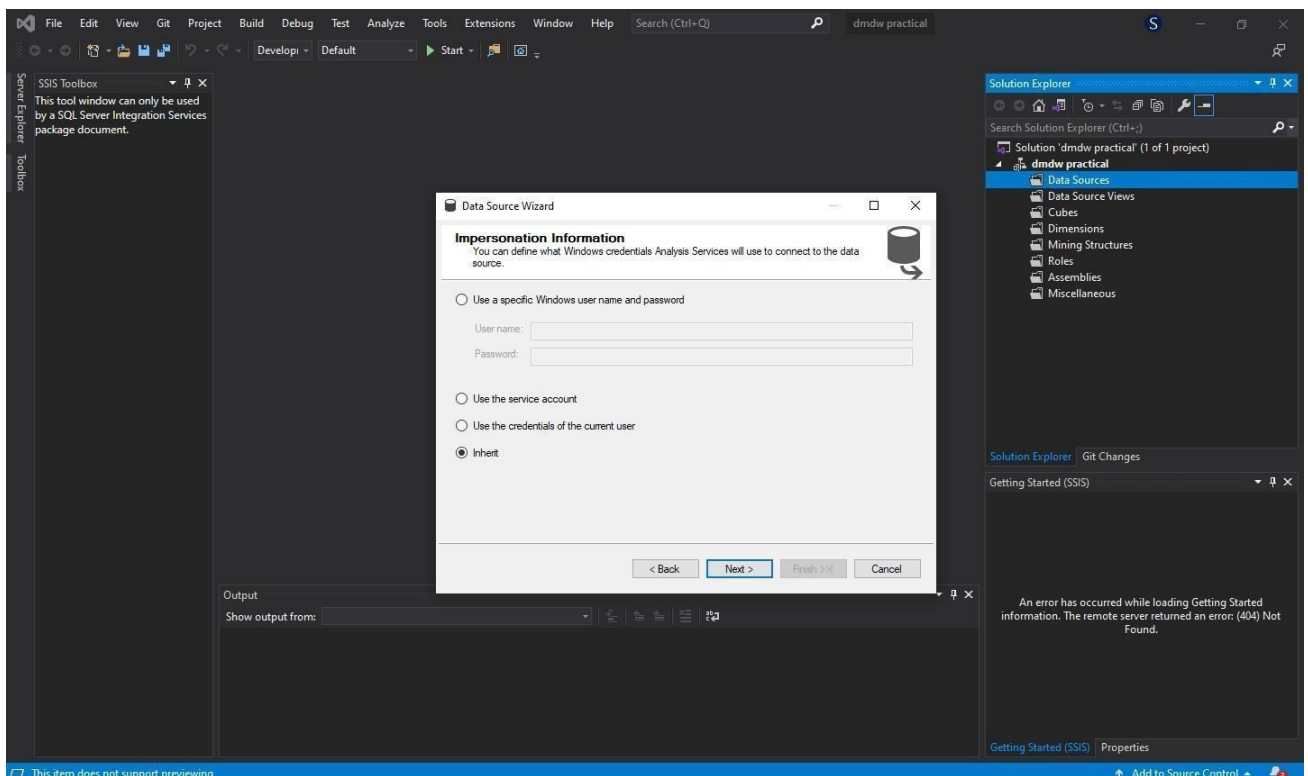 File Edit View Git Project Build Debug Test Analyze Tools Extensions Window Help Search (Ctrl+Q) dmdw practical S
Developi Default Start
Server Explorer
Toolbox
SSIS Toolbox
This tool window can only be used
by a SQL Server Integration Services
package document.
Data Source Wizard
Impersonation Information
You can define what Windows credentials Analysis Services will use to connect to the data
source.
Use a specific Windows user name and password
User name:
Password:
Use the service account
Use the credentials of the current user
Inherit
< Back Next > Finish >>| Cancel
Output
Show output from:
Solution Explorer
Search Solution Explorer (Ctrl+;)
Solution 'dmdw practical' (1 of 1 project)
dmdw practical
Data Sources
Data Source Views
Cubes
Dimensions
Mining Structures
Roles
Assemblies
Miscellaneous
Solution Explorer Git Changes
Getting Started (SSIS)
An error has occurred while loading Getting Started
information. The remote server returned an error: (404) Not
Found.
Getting Started (SSIS) Properties
This item does not support previewing
Add to Source Control